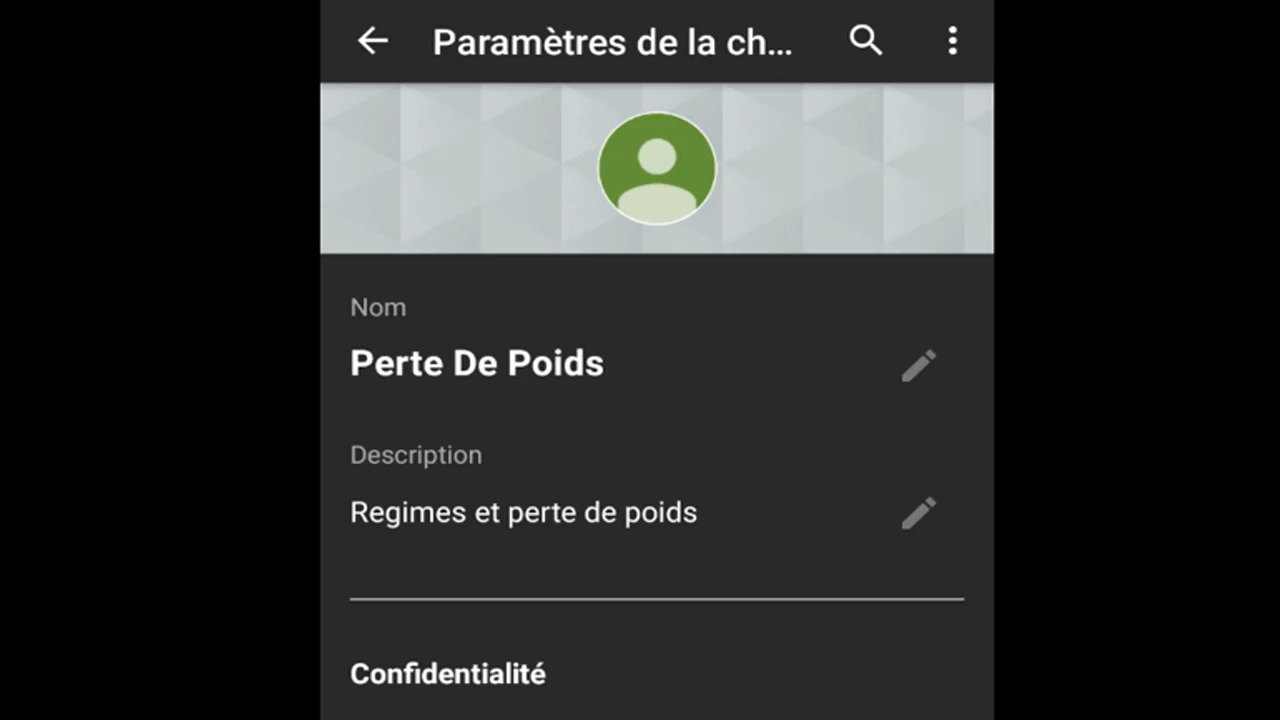 Paramètres de la ch...
Nom
Perte De Poids
Description
Regimes et perte de poids
Confidentialité